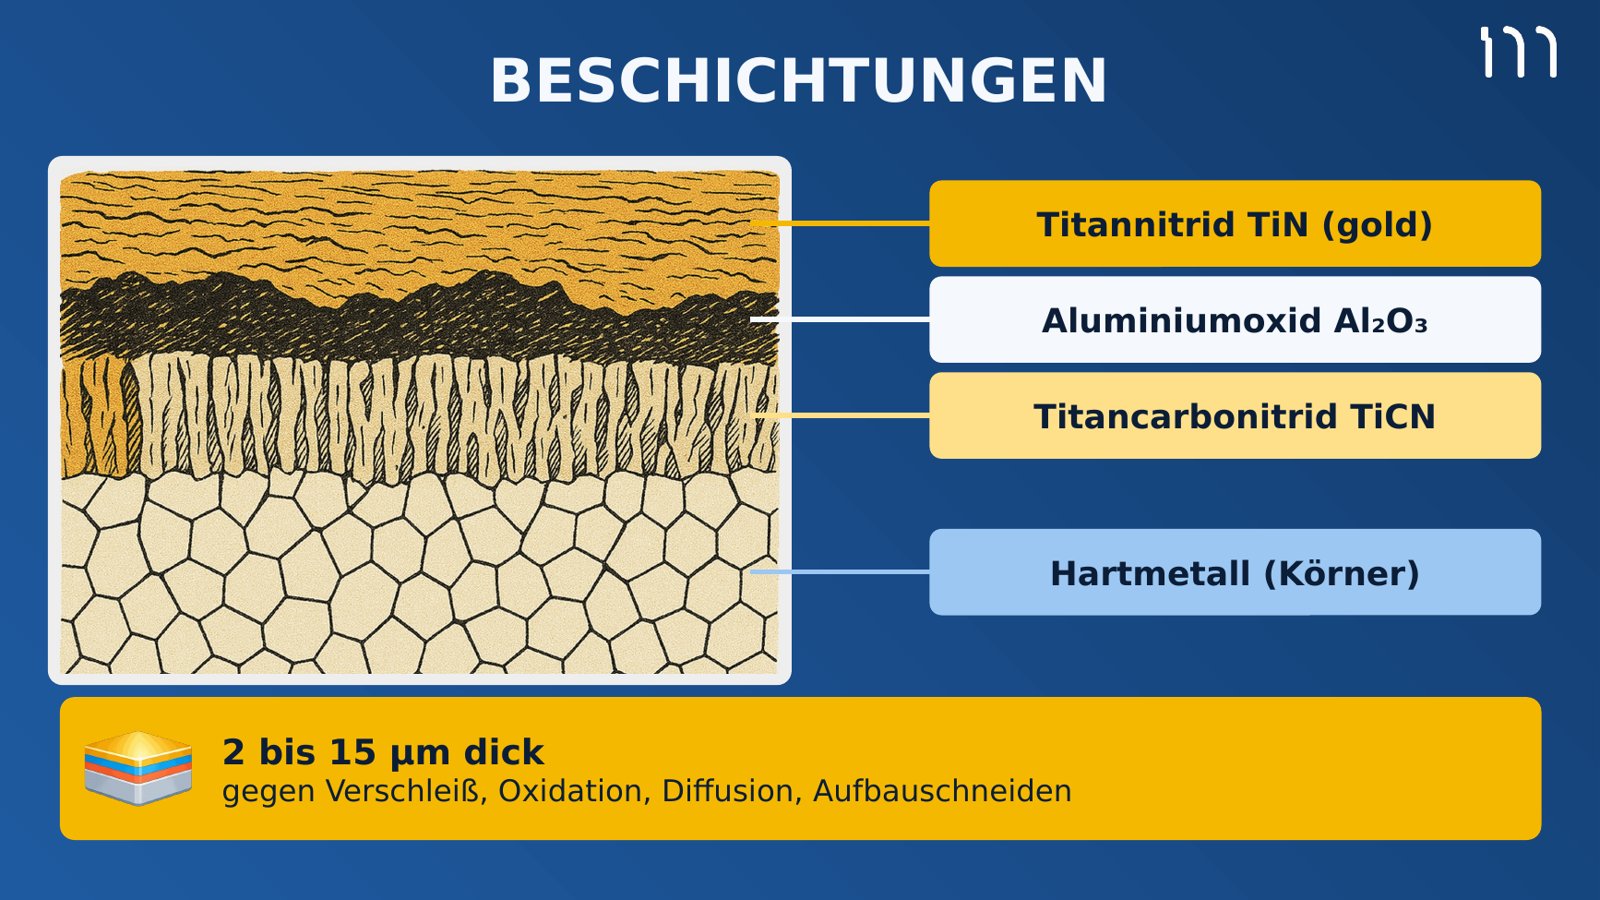 BESCHICHTUNGEN
Titannitrid TiN (gold)
Aluminiumoxid Al₂O₃
Titancarbonitrid TiCN
Hartmetall (Körner)
2 bis 15 µm dick
gegen Verschleiß, Oxidation, Diffusion, Aufbauschneiden